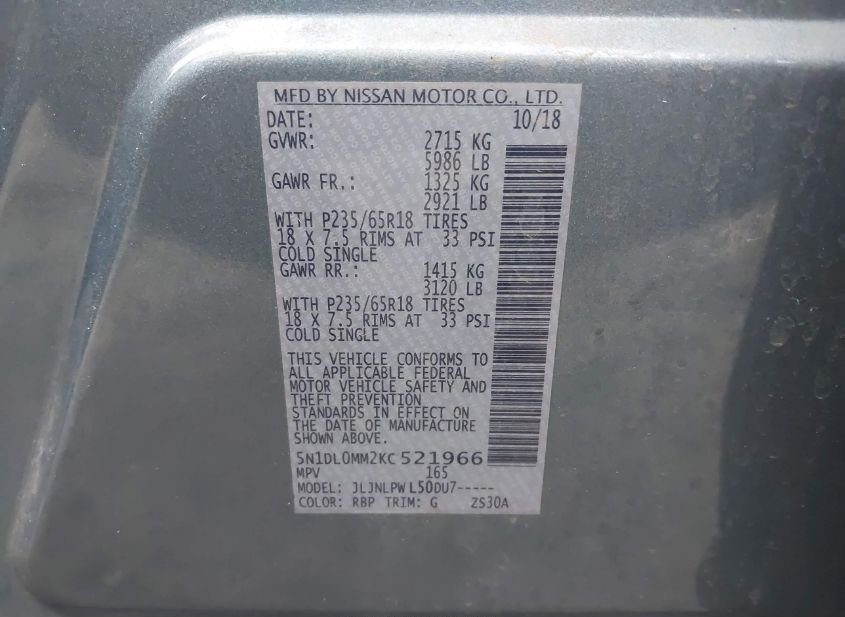 MFD BY NISSAN MOTOR CO., LTD.
DATE: 10/18
GVWR: 2715 KG
5986 LB
GAWR FR.: 1325 KG
2921 LB
WITH P235/65R18 TIRES
18 X 7.5 RIMS AT 33 PSI
COLD SINGLE
GAWR RR.: 1415 KG
3120 LB
WITH P235/65R18 TIRES
18 X 7.5 RIMS AT 33 PSI
COLD SINGLE
THIS VEHICLE CONFORMS TO
ALL APPLICABLE FEDERAL
MOTOR VEHICLE SAFETY AND
THEFT PREVENTION
STANDARDS IN EFFECT ON
THE DATE OF MANUFACTURE
SHOWN ABOVE.
5N1DL0MM2KC521966
MPV 165
MODEL: JLJNLPW L50DU7-----
COLOR: RBP TRIM: G ZS30A